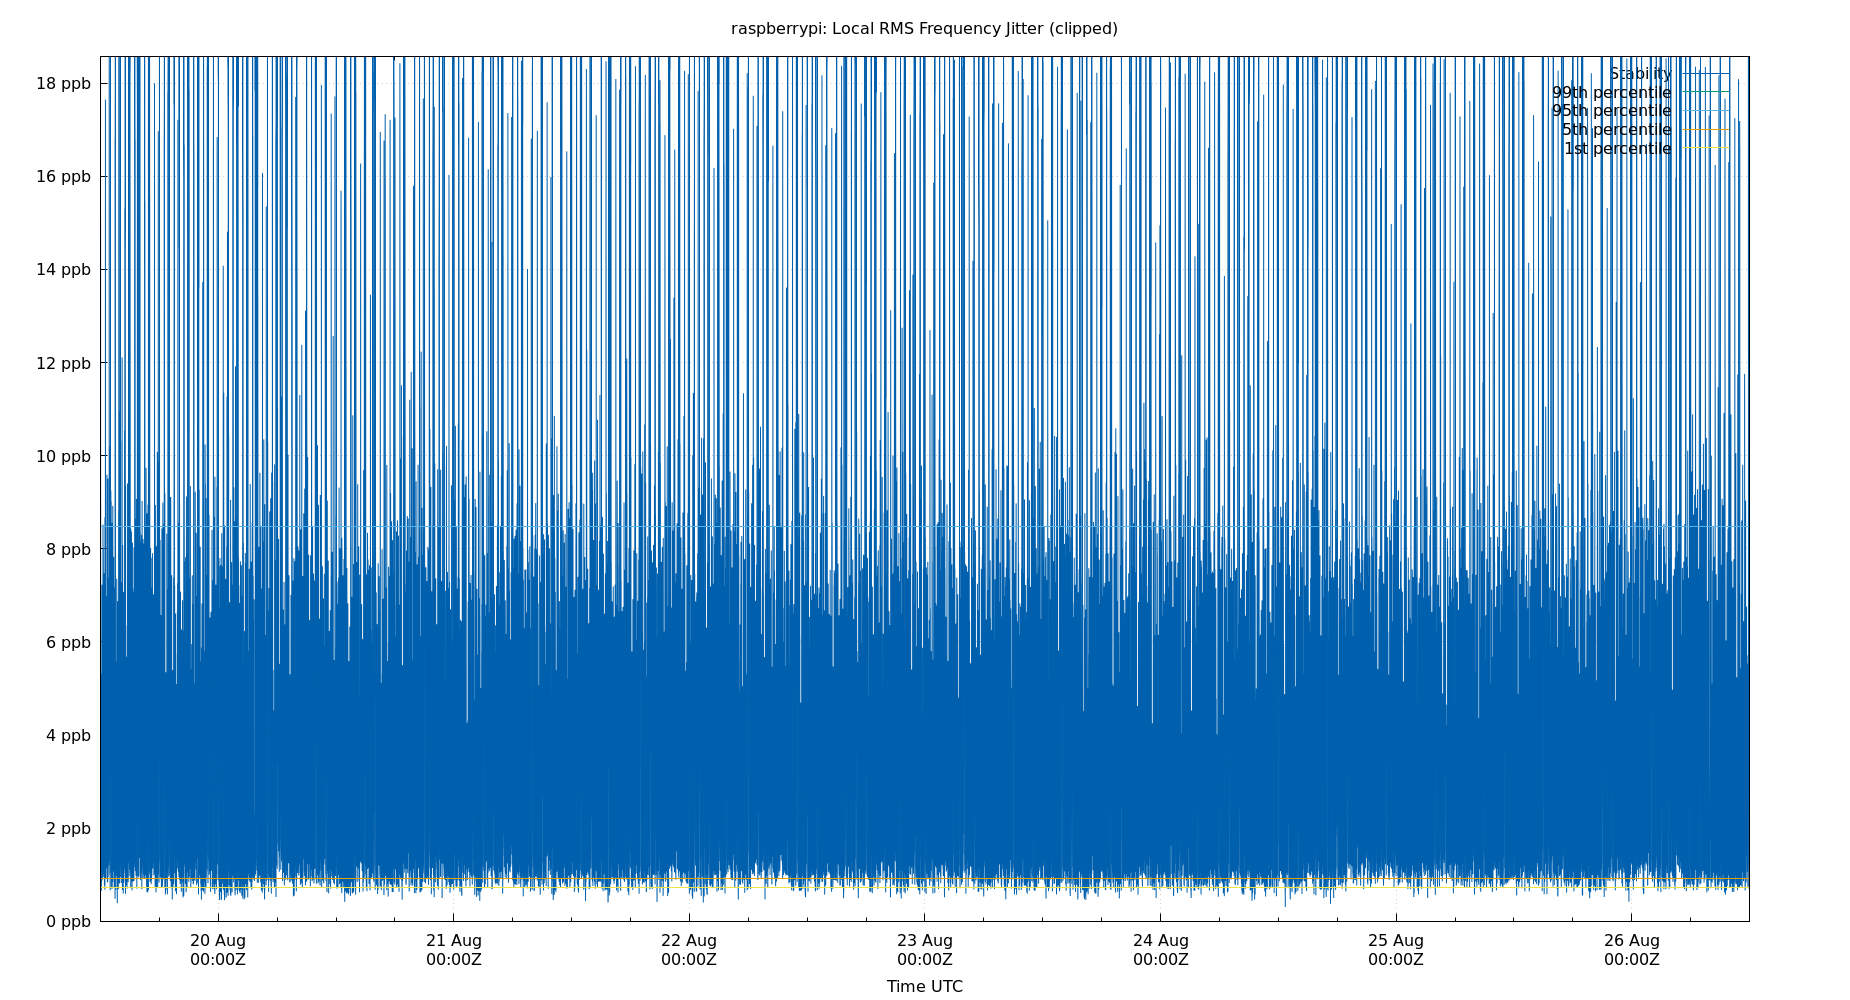 raspberrypi: Local RMS Frequency Jitter (clipped)
18 ppb
16 ppb
14 ppb
12 ppb
10 ppb
8 ppb
6 ppb
4 ppb
2 ppb
0 ppb
Stability
99th percentile
95th percentile
5th percentile
1st percentile
20 Aug 21 Aug 22 Aug 23 Aug 24 Aug 25 Aug 26 Aug
00:00Z 00:00Z 00:00Z 00:00Z 00:00Z 00:00Z 00:00Z
Time UTC